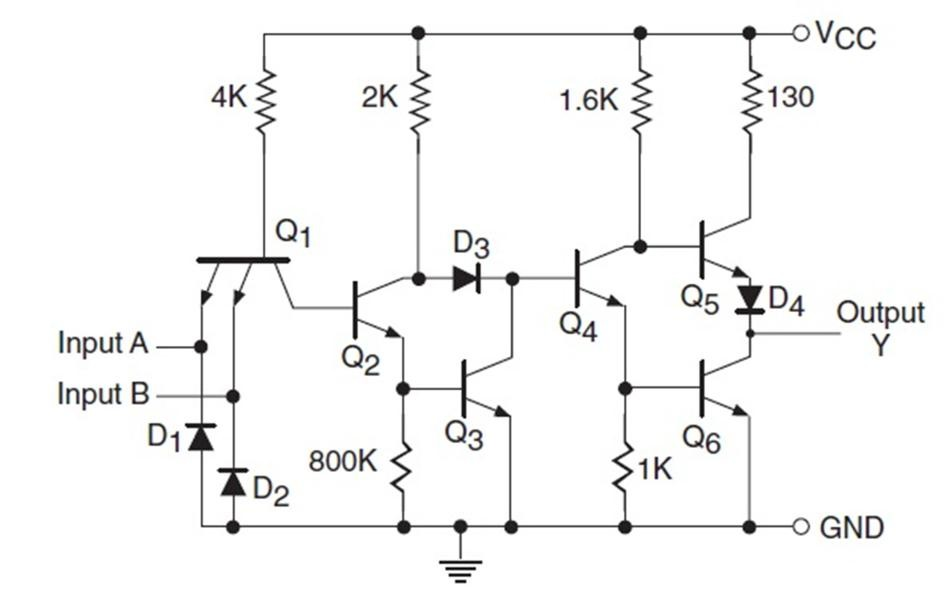 VCC
4K
2K
1.6K
130
Q1
D3
Q5
D4
Output
Y
Q4
Input A
Q2
Input B
D1
Q3
Q6
800K
1K
D2
GND